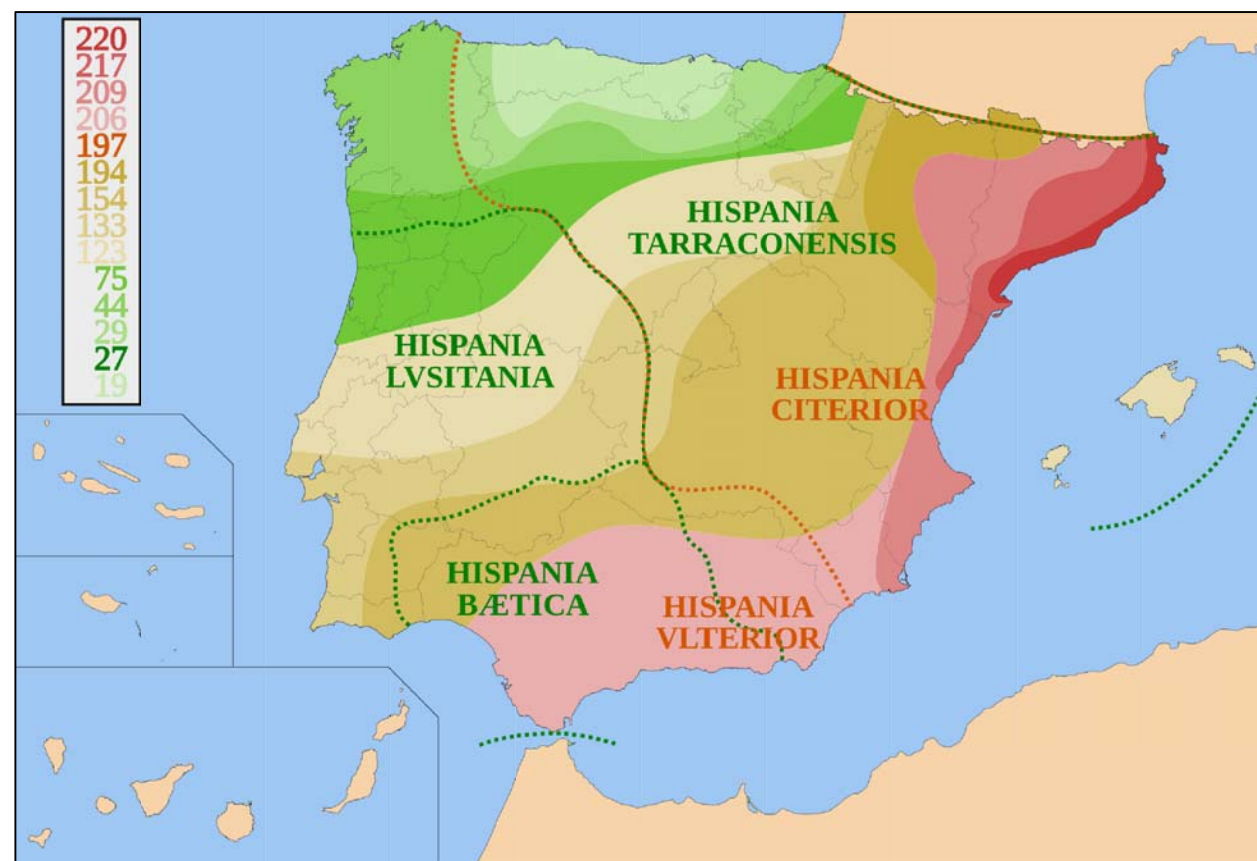 220
217
209
206
197
194
154
133
123
75
44
29
27
19
HISPANIA
TARRACONENSIS
HISPANIA
LVSITANIA
HISPANIA
CITERIOR
HISPANIA
BÆTICA
HISPANIA
VLTERIOR